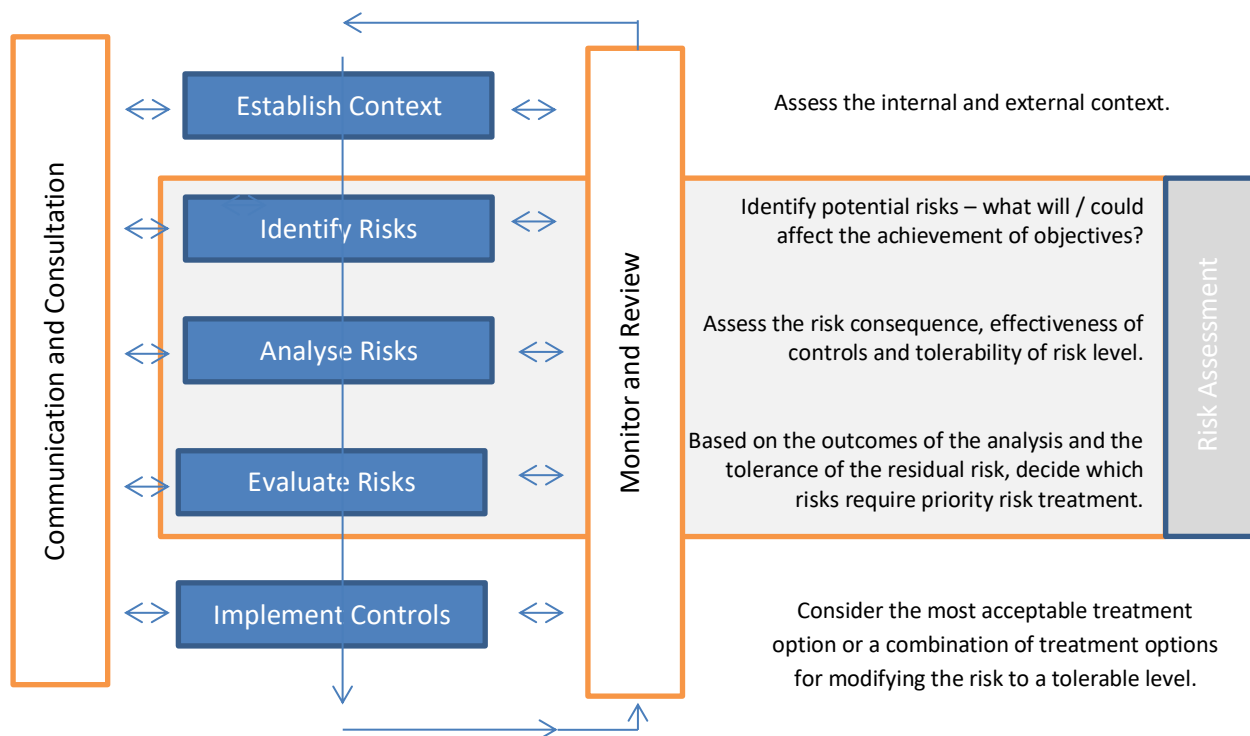 Communication and Consultation
Establish Context
Identify Risks
Analyse Risks
Evaluate Risks
Implement Controls
Monitor and Review
Assess the internal and external context.
Identify potential risks – what will / could
affect the achievement of objectives?
Assess the risk consequence, effectiveness of
controls and tolerability of risk level.
Based on the outcomes of the analysis and the
tolerance of the residual risk, decide which
risks require priority risk treatment.
Consider the most acceptable treatment
option or a combination of treatment options
for modifying the risk to a tolerable level.
Risk Assessment